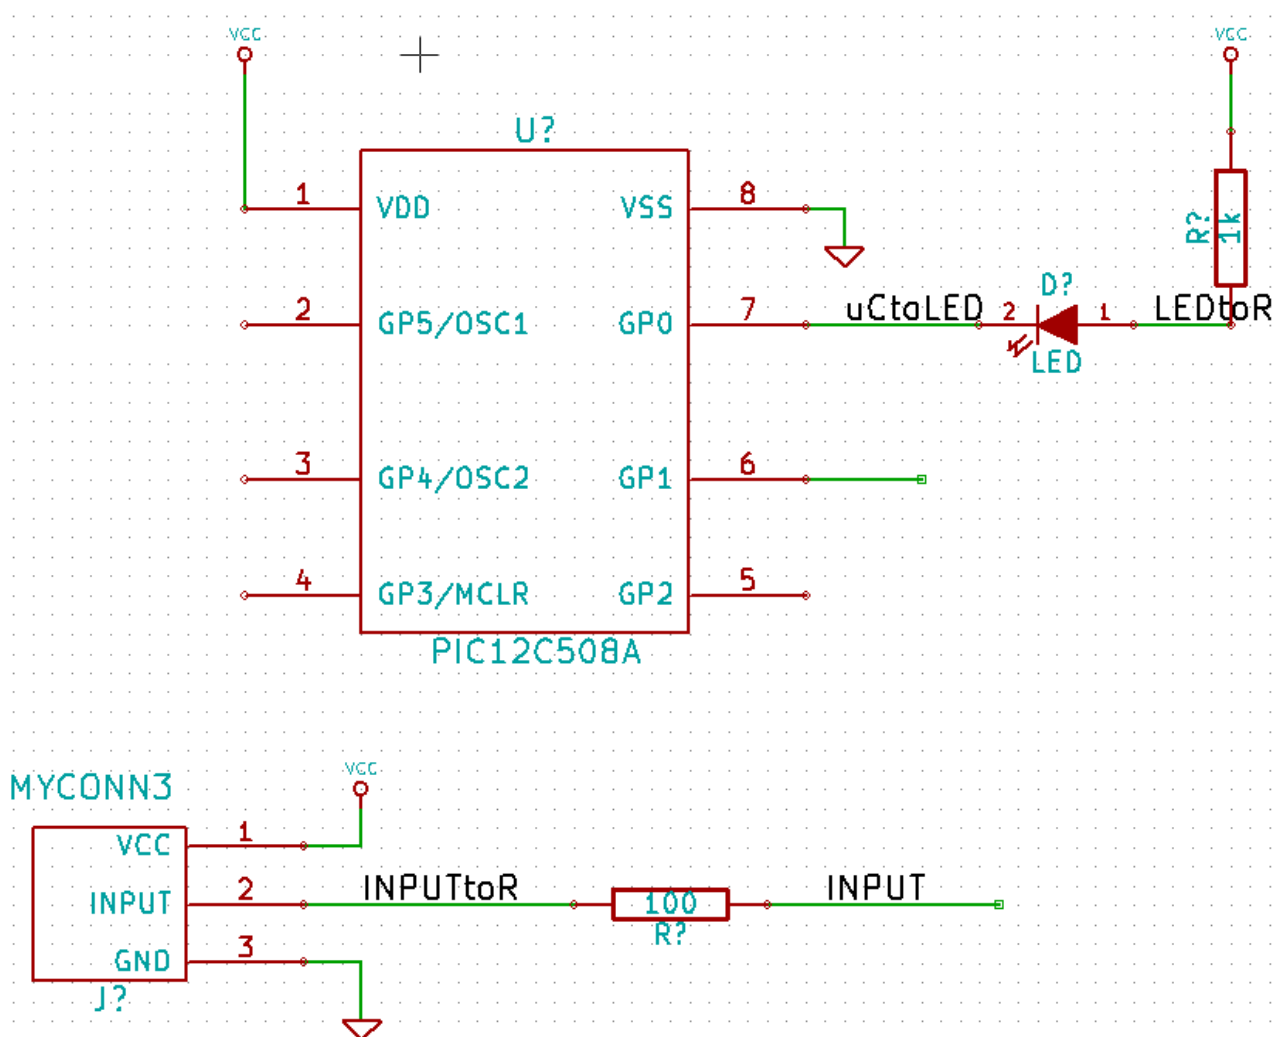 VCC
VCC
U?
1 VDD VSS 8
R? 1k
2 GP5/OSC1 GP0 7
uCtoLED 2 D? 1 LEDtoR
LED
3 GP4/OSC2 GP1 6
4 GP3/MCLR GP2 5
PIC12C508A
MYCONN3
VCC
VCC 1
INPUT 2 INPUTtoR 100 INPUT
R?
GND 3
J?